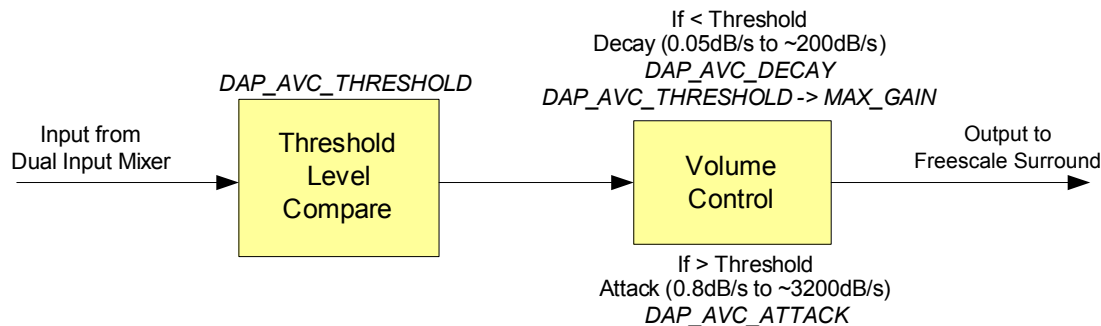 If < Threshold
Decay (0.05dB/s to ~200dB/s)
DAP_AVC_DECAY
DAP_AVC_THRESHOLD -> MAX_GAIN
DAP_AVC_THRESHOLD
Input from
Dual Input Mixer
Threshold
Level
Compare
Volume
Control
Output to
Freescale Surround
If > Threshold
Attack (0.8dB/s to ~3200dB/s)
DAP_AVC_ATTACK